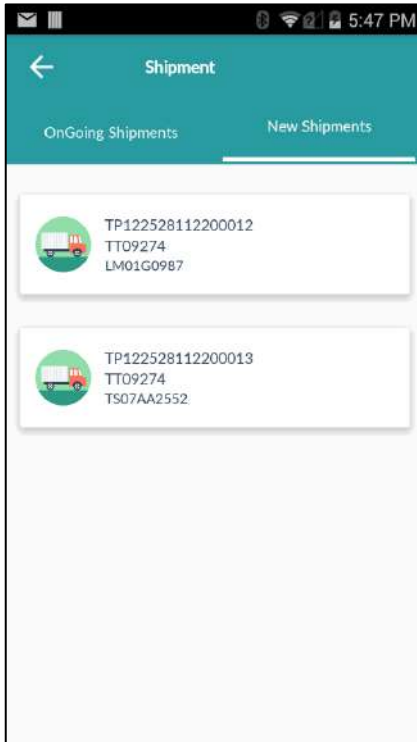 5:47 PM
Shipment
OnGoing Shipments
New Shipments
TP122528112200012
TT09274
LM01G0987
TP122528112200013
TT09274
TS07AA2552